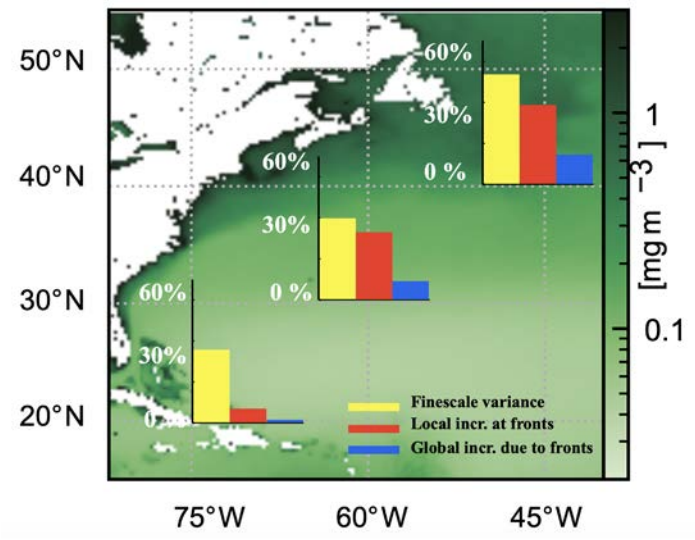 50°N
40°N
30°N
20°N
75°W
60°W
45°W
60%
30%
0 %
60%
30%
0 %
60%
30%
Finescale variance
Local incr. at fronts
Global incr. due to fronts
1
0.1
[mg m −3 ]